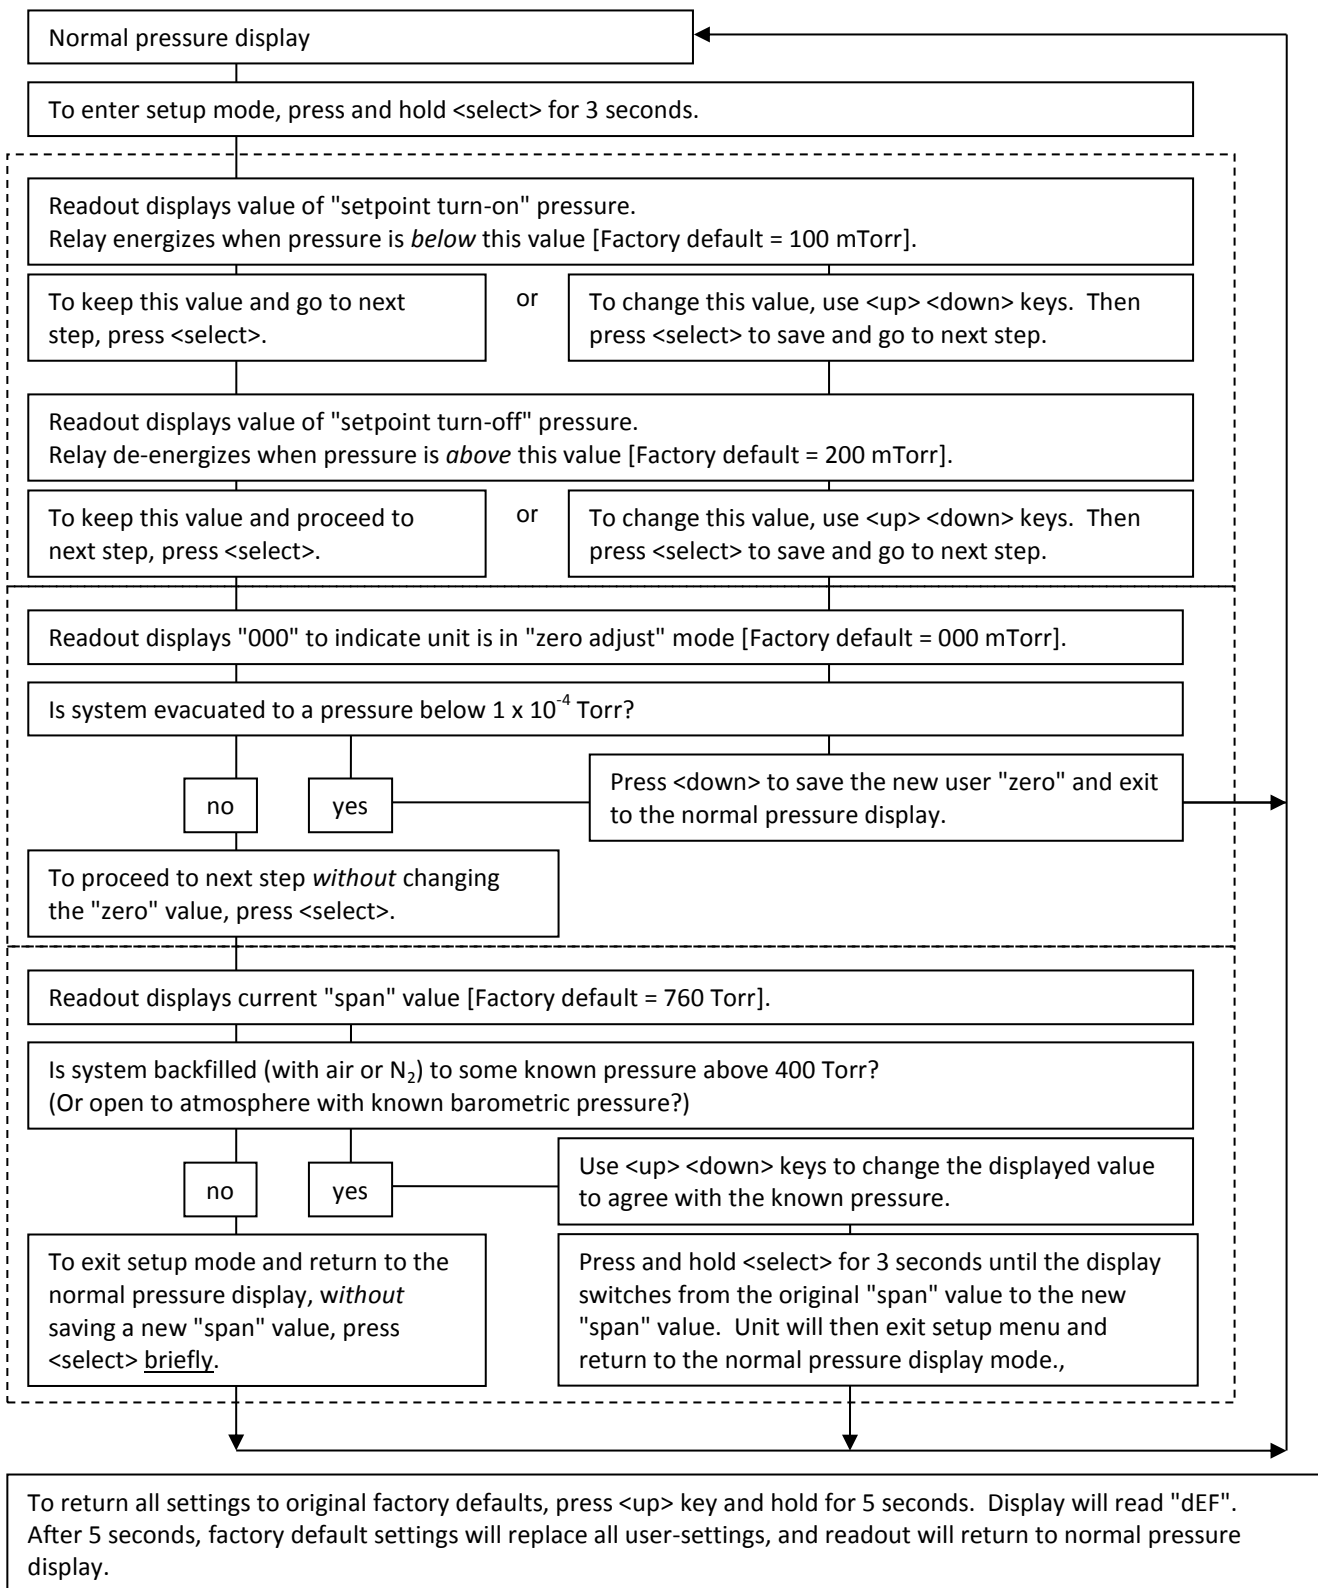 Normal pressure display
To enter setup mode, press and hold <select> for 3 seconds.
Readout displays value of "setpoint turn-on" pressure.
Relay energizes when pressure is below this value [Factory default = 100 mTorr].
To keep this value and go to next
step, press <select>.
or
To change this value, use <up> <down> keys.  Then
press <select> to save and go to next step.
Readout displays value of "setpoint turn-off" pressure.
Relay de-energizes when pressure is above this value [Factory default = 200 mTorr].
To keep this value and proceed to
next step, press <select>.
or
To change this value, use <up> <down> keys.  Then
press <select> to save and go to next step.
Readout displays "000" to indicate unit is in "zero adjust" mode [Factory default = 000 mTorr].
Is system evacuated to a pressure below 1 x 10⁻⁴ Torr?
no
yes
Press <down> to save the new user "zero" and exit
to the normal pressure display.
To proceed to next step without changing
the "zero" value, press <select>.
Readout displays current "span" value [Factory default = 760 Torr].
Is system backfilled (with air or N₂) to some known pressure above 400 Torr?
(Or open to atmosphere with known barometric pressure?)
no
yes
Use <up> <down> keys to change the displayed value
to agree with the known pressure.
To exit setup mode and return to the
normal pressure display, without
saving a new "span" value, press
<select> briefly.
Press and hold <select> for 3 seconds until the display
switches from the original "span" value to the new
"span" value.  Unit will then exit setup menu and
return to the normal pressure display mode.,
To return all settings to original factory defaults, press <up> key and hold for 5 seconds.  Display will read "dEF".
After 5 seconds, factory default settings will replace all user-settings, and readout will return to normal pressure
display.